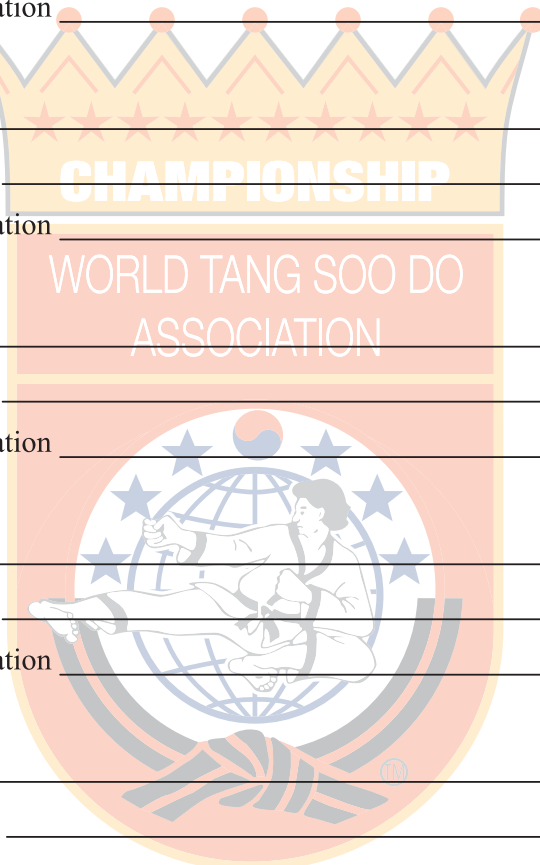 ation
CHAMPIONSHIP
ation
WORLD TANG SOO DO
ASSOCIATION
ation
ation
TM